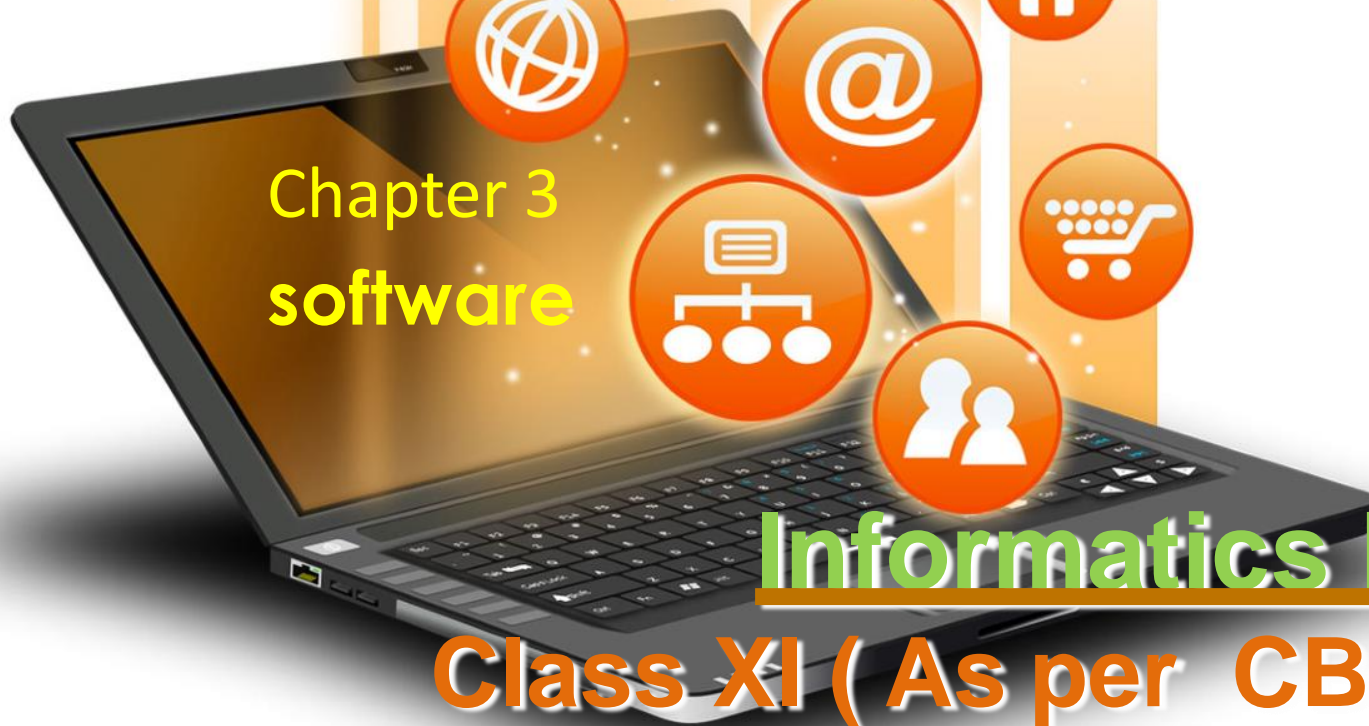 @
Chapter 3
software
Informatics
Class XI ( As per CB